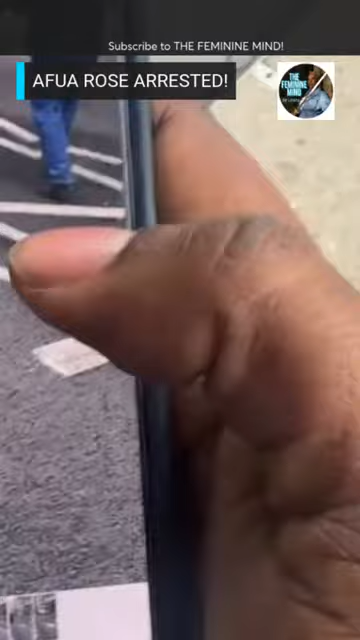 Subscribe to THE FEMININE MIND!
AFUA ROSE ARRESTED!
THE
FEMININE
MIND